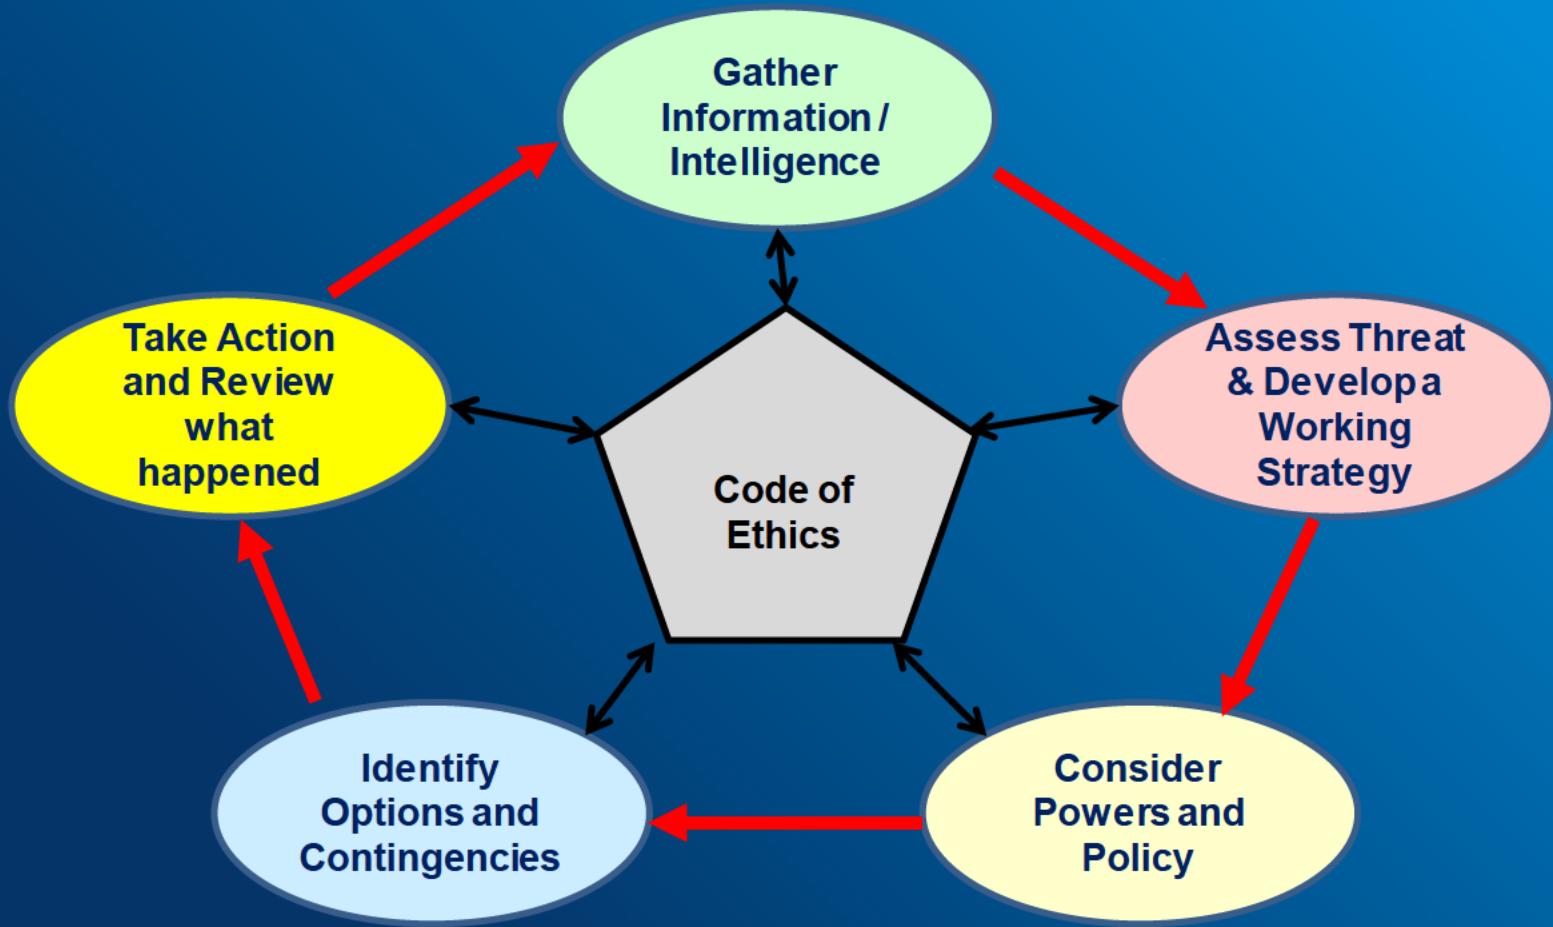 Gather
Information /
Intelligence
Assess Threat
& Develop a
Working
Strategy
Consider
Powers and
Policy
Identify
Options and
Contingencies
Take Action
and Review
what
happened
Code of
Ethics